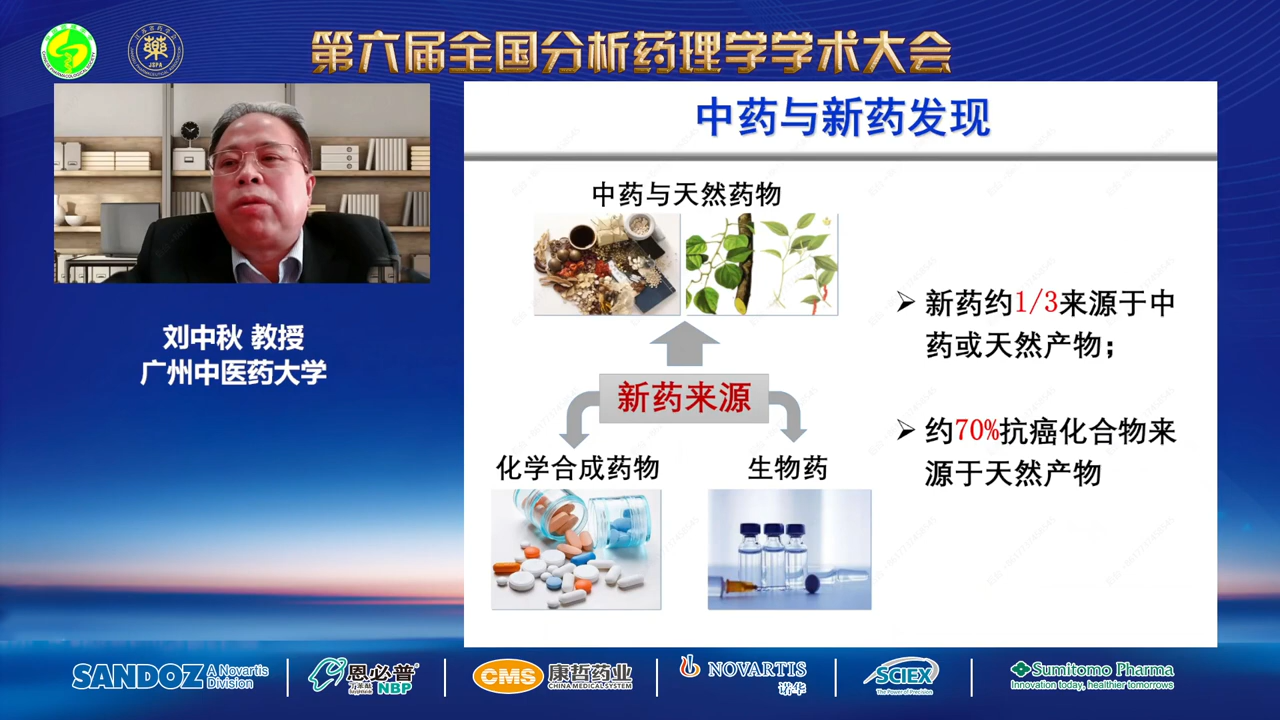 第六届全国分析药理学学术大会
刘中秋 教授
广州中医药大学
中药与新药发现
中药与天然药物
新药来源
化学合成药物
生物药
➢ 新药约1/3来源于中
药或天然产物；
➢ 约70%抗癌化合物来
源于天然产物
SANDOZ A Novartis
Division
恩必普
NBP
CMS 康哲药业
CHINA MEDICAL SYSTEM
NOVARTIS
诺华
SCIEX
The Power of Precision
Sumitomo Pharma
Innovation today, healthier tomorrows